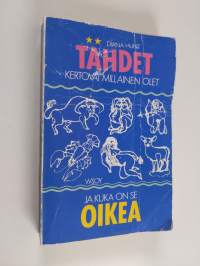 DIANA HUNT
TÄHDET
KERTOVAT MILLAINEN OLET
WSOY
JA KUKA ON SE
OIKEA